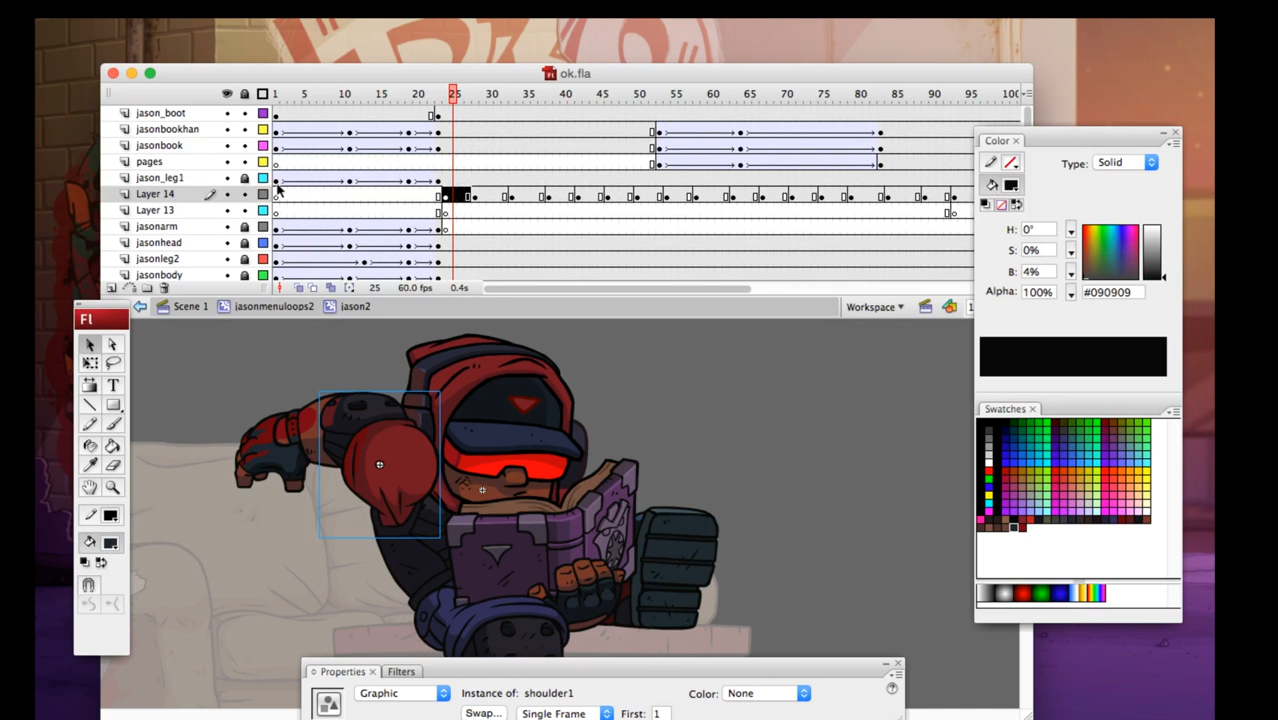 ok.fla
1 5 10 15 20 25 30 35 40 45 50 55 60 65 70 75 80 85 90 95 100
jason_boot
jasonbookhan
jasonbook
pages
jason_leg1
Layer 14
Layer 13
jasonarm
jasonhead
jasonleg2
jasonbody
25 60.0 fps 0.4s
Scene 1 jasonmenuloops2 jason2 Workspace
Fl
T
Color
Type: Solid
H: 0°
S: 0%
B: 4%
Alpha: 100% #090909
Swatches
Properties Filters
Graphic Instance of: shoulder1 Color: None
Swap... Single Frame First: 1